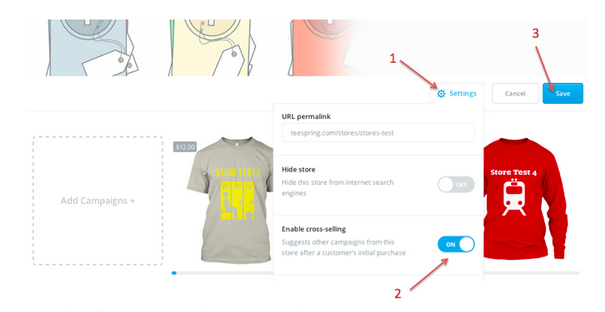 3
1
Settings
Cancel
Save
URL permalink
teespring.com/stores/stores-test
$12.00
STORE TEST 4
Store Test 4
Hide store
Hide this store from internet search
engines
OFF
Add Campaigns +
Enable cross-selling
Suggests other campaigns from this
store after a customer's initial purchase
ON
2